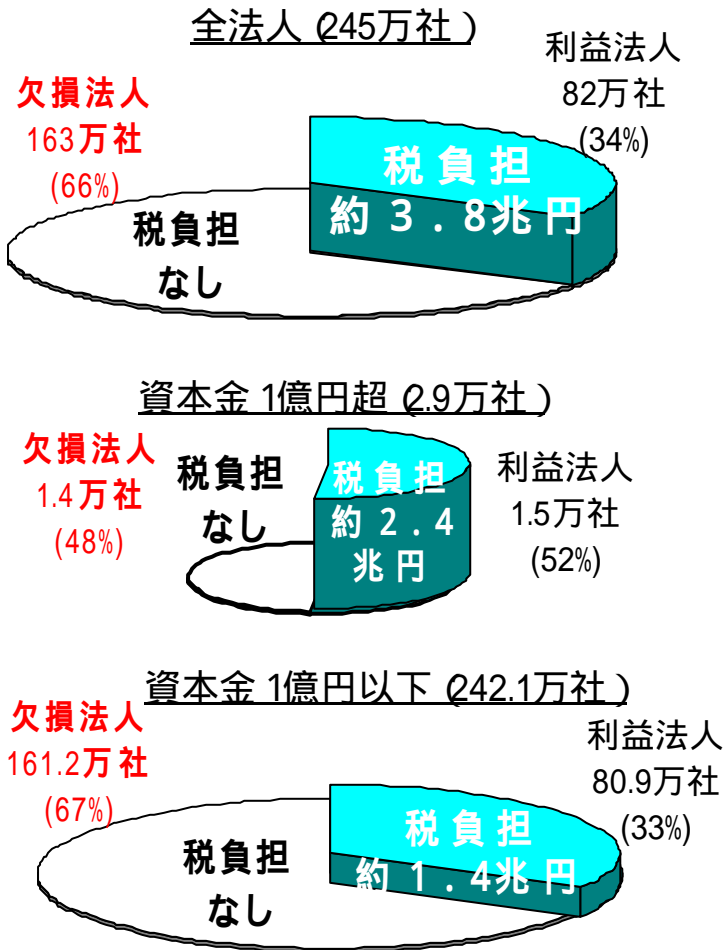 全法人(245万社)
欠損法人
163万社
(66%)
利益法人
82万社
(34%)
税負担
約3.8兆円
税負担
なし
資本金1億円超(2.9万社)
欠損法人
1.4万社
(48%)
税負担
なし
税負担
約2.4
兆円
利益法人
1.5万社
(52%)
資本金1億円以下(242.1万社)
欠損法人
161.2万社
(67%)
利益法人
80.9万社
(33%)
税負担
約1.4兆円
税負担
なし